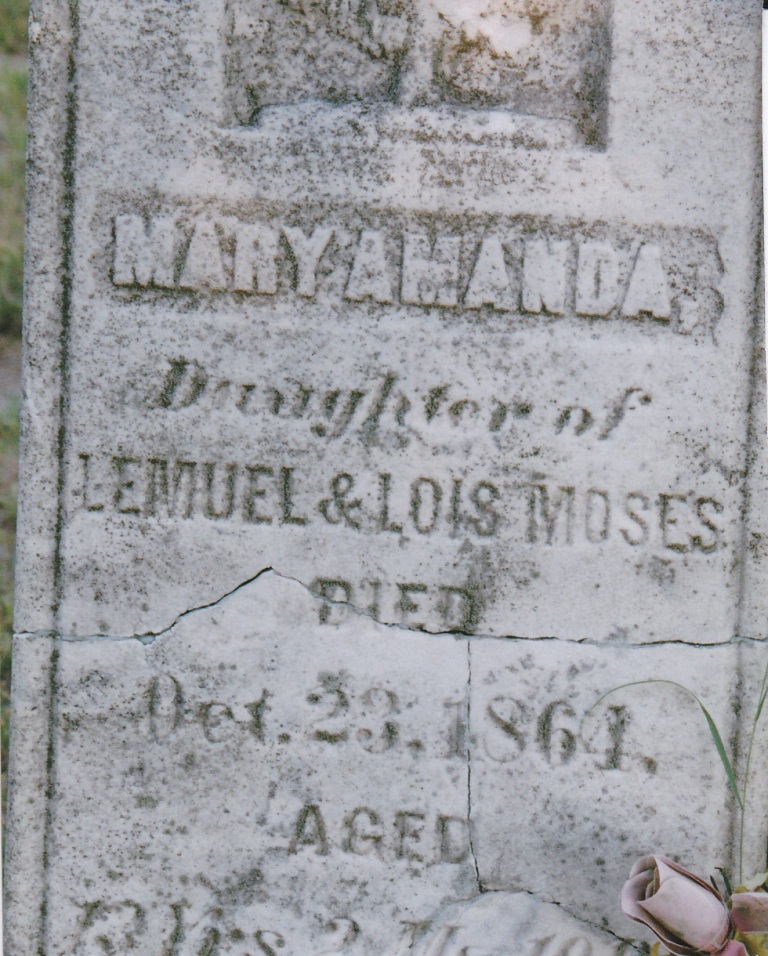 MARY AMANDA,
Daughter of
LEMUEL & LOIS MOSES
DIED
Oct. 23, 1864.
AGED